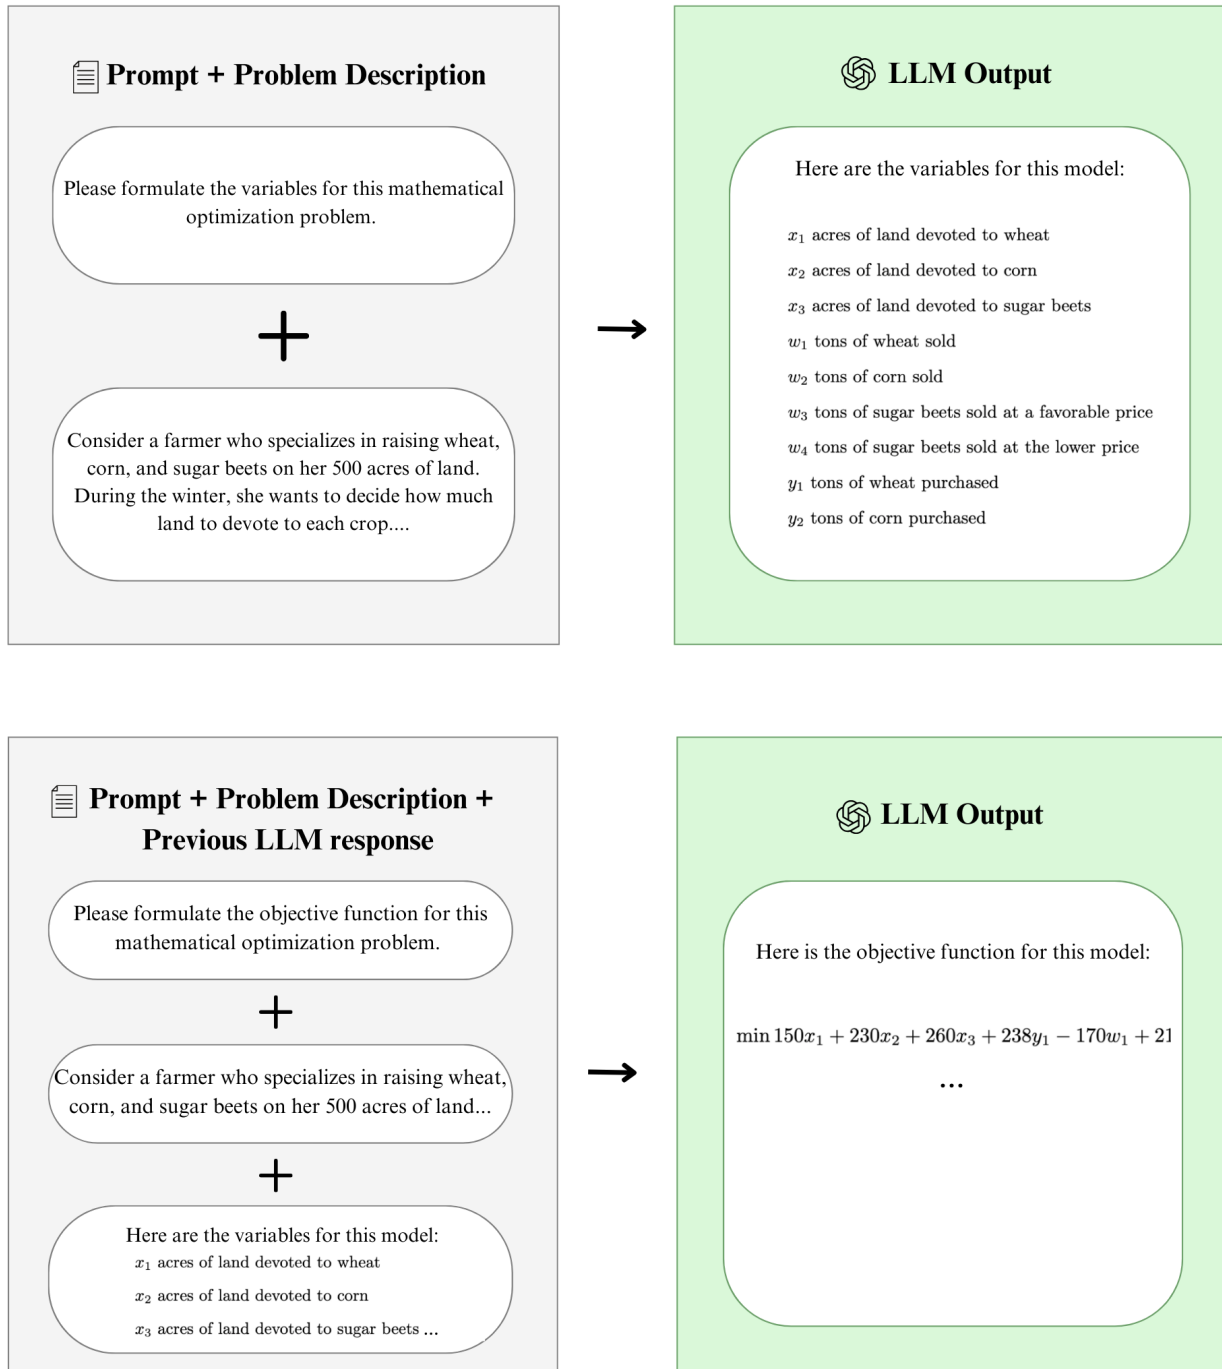 Prompt + Problem Description
Please formulate the variables for this mathematical
optimization problem.
+
Consider a farmer who specializes in raising wheat,
corn, and sugar beets on her 500 acres of land.
During the winter, she wants to decide how much
land to devote to each crop....
→
LLM Output
Here are the variables for this model:
x₁ acres of land devoted to wheat
x₂ acres of land devoted to corn
x₃ acres of land devoted to sugar beets
w₁ tons of wheat sold
w₂ tons of corn sold
w₃ tons of sugar beets sold at a favorable price
w₄ tons of sugar beets sold at the lower price
y₁ tons of wheat purchased
y₂ tons of corn purchased
Prompt + Problem Description +
Previous LLM response
Please formulate the objective function for this
mathematical optimization problem.
+
Consider a farmer who specializes in raising wheat,
corn, and sugar beets on her 500 acres of land...
+
Here are the variables for this model:
x₁ acres of land devoted to wheat
x₂ acres of land devoted to corn
x₃ acres of land devoted to sugar beets ...
→
LLM Output
Here is the objective function for this model:
min 150x₁ + 230x₂ + 260x₃ + 238y₁ − 170w₁ + 21
...